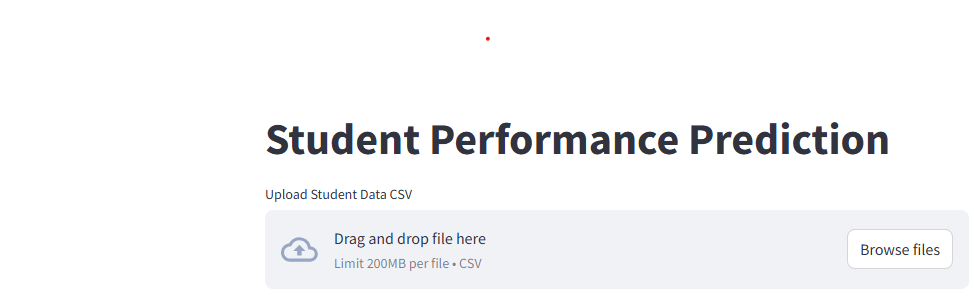 Student Performance Prediction
Upload Student Data CSV
Drag and drop file here
Limit 200MB per file • CSV
Browse files